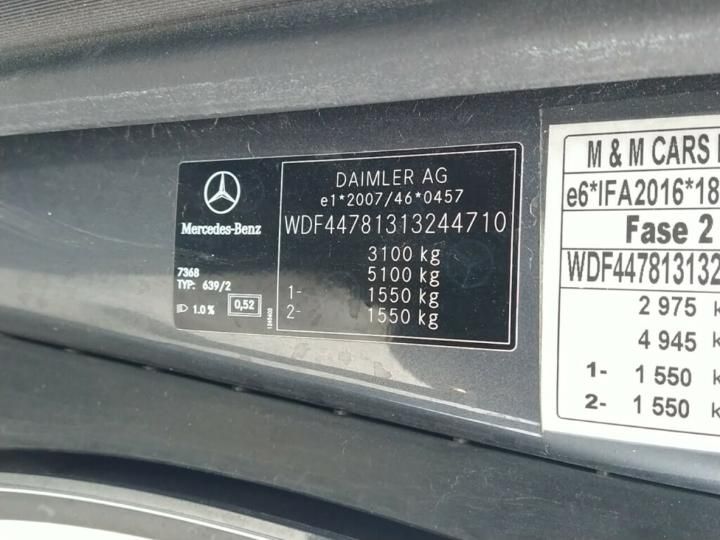 Mercedes-Benz
7368
TYP: 639/2
1.0 %
0,52
DAIMLER AG
e1*2007/46*0457
WDF44781313244710
3100 kg
5100 kg
1- 1550 kg
2- 1550 kg
M & M CARS
e6*IFA2016*18
Fase 2
WDF447813132
2 975
4 945
1- 1 550
2- 1 550